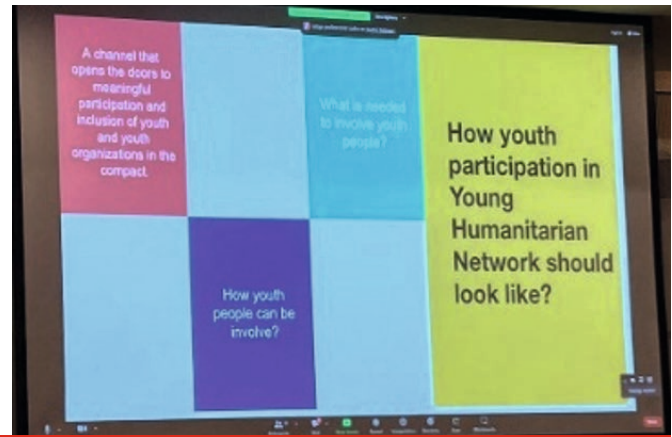 A channel that
opens the doors to
meaningful
participation and
inclusion of youth
and youth
organizations in the
compact.
What is needed
to involve youth
people?
How youth
people can be
involve?
How youth
participation in
Young
Humanitarian
Network should
look like?